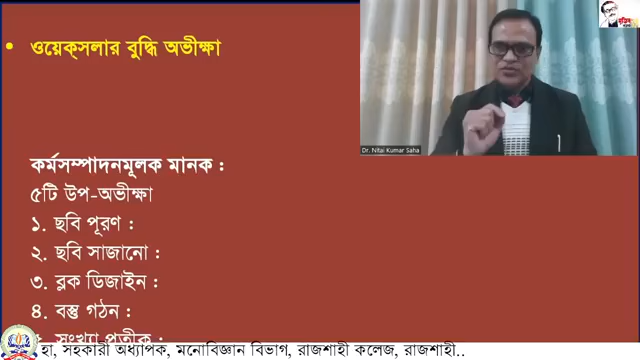 • ওয়েক্সলার বুদ্ধি অভীক্ষা
Dr. Nitai Kumar Saha
কর্মসম্পাদনমূলক মানক :
৫টি উপ-অভীক্ষা
১. ছবি পূরণ :
২. ছবি সাজানো :
৩. ব্লক ডিজাইন :
৪. বস্তু গঠন :
সংখ্যা প্রতীক :
হা, সহকারী অধ্যাপক, মনোবিজ্ঞান বিভাগ, রাজশাহী কলেজ, রাজশাহী..